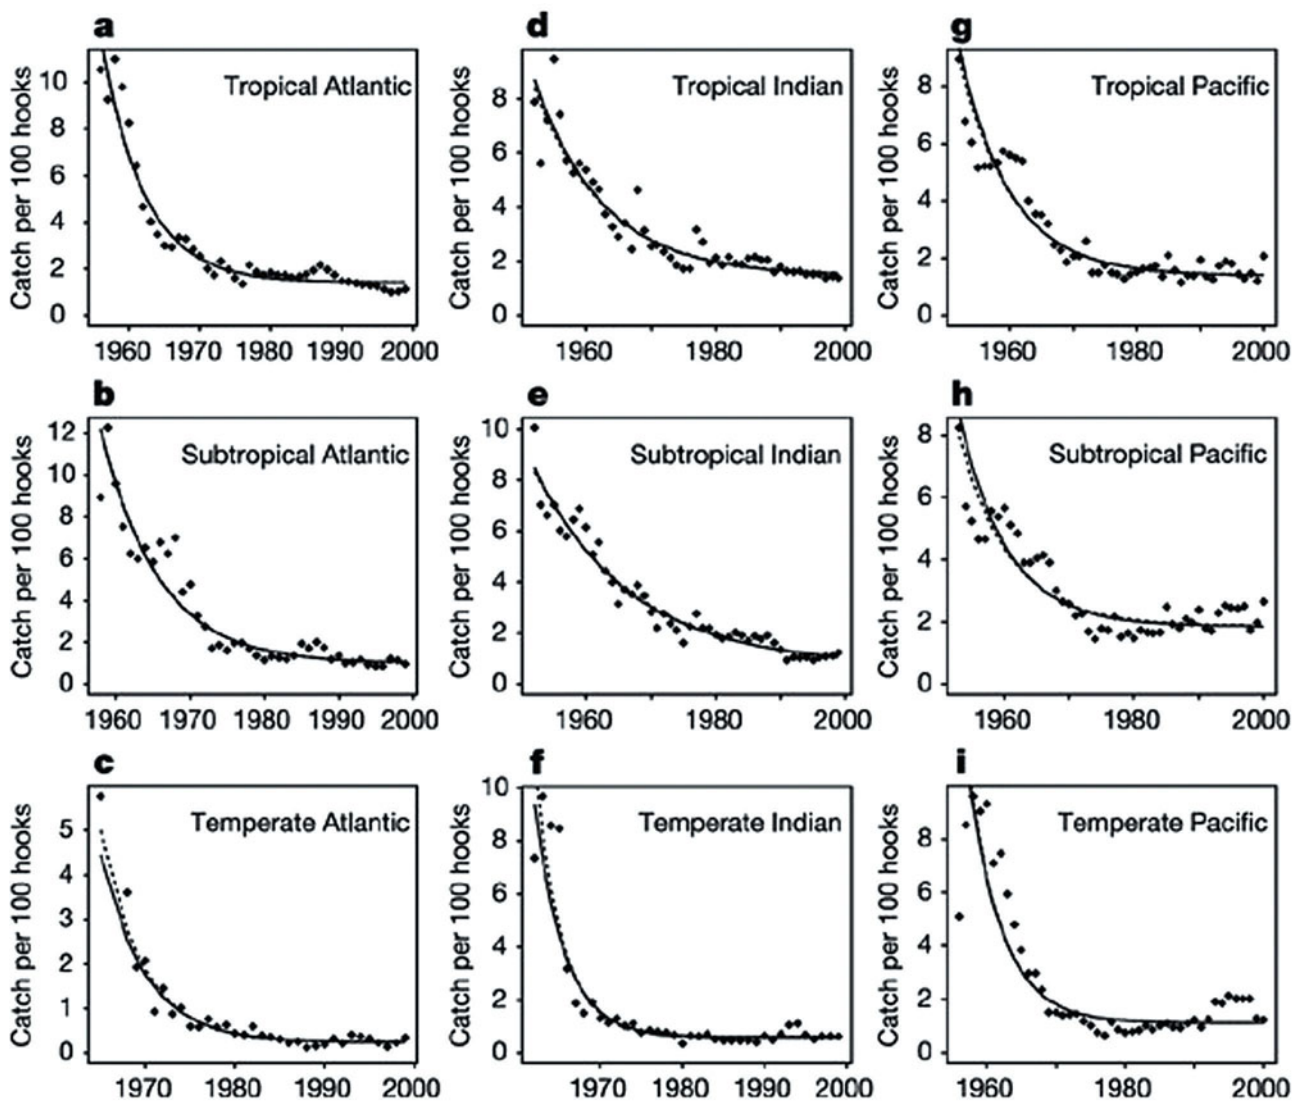 a
Tropical Atlantic
Catch per 100 hooks
10
8
6
4
2
0
1960 1970 1980 1990 2000
d
Tropical Indian
Catch per 100 hooks
8
6
4
2
0
1960 1980 2000
g
Tropical Pacific
Catch per 100 hooks
8
6
4
2
0
1960 1980 2000
b
Subtropical Atlantic
Catch per 100 hooks
12
10
8
6
4
2
0
1960 1970 1980 1990 2000
e
Subtropical Indian
Catch per 100 hooks
10
8
6
4
2
0
1960 1980 2000
h
Subtropical Pacific
Catch per 100 hooks
8
6
4
2
0
1960 1980 2000
c
Temperate Atlantic
Catch per 100 hooks
5
4
3
2
1
0
1970 1980 1990 2000
f
Temperate Indian
Catch per 100 hooks
10
8
6
4
2
0
1970 1980 1990 2000
i
Temperate Pacific
Catch per 100 hooks
8
6
4
2
0
1960 1980 2000